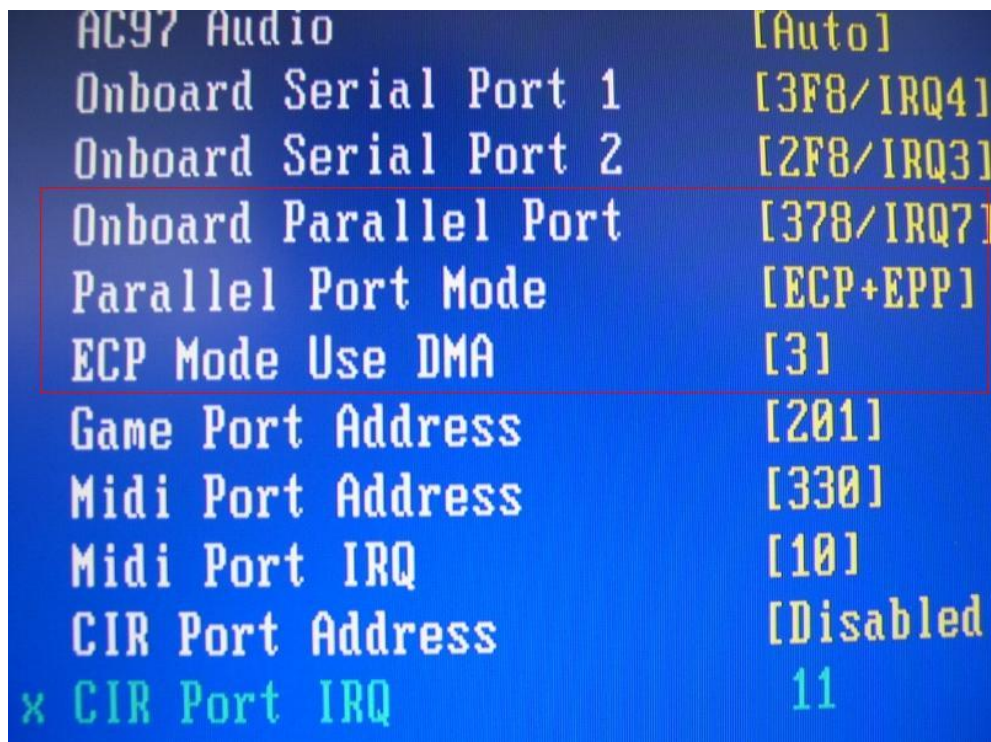 AC97 Audio [Auto]
Onboard Serial Port 1 [3F8/IRQ4]
Onboard Serial Port 2 [2F8/IRQ3]
Onboard Parallel Port [378/IRQ7]
Parallel Port Mode [ECP+EPP]
ECP Mode Use DMA [3]
Game Port Address [201]
Midi Port Address [330]
Midi Port IRQ [10]
CIR Port Address [Disabled
x CIR Port IRQ 11